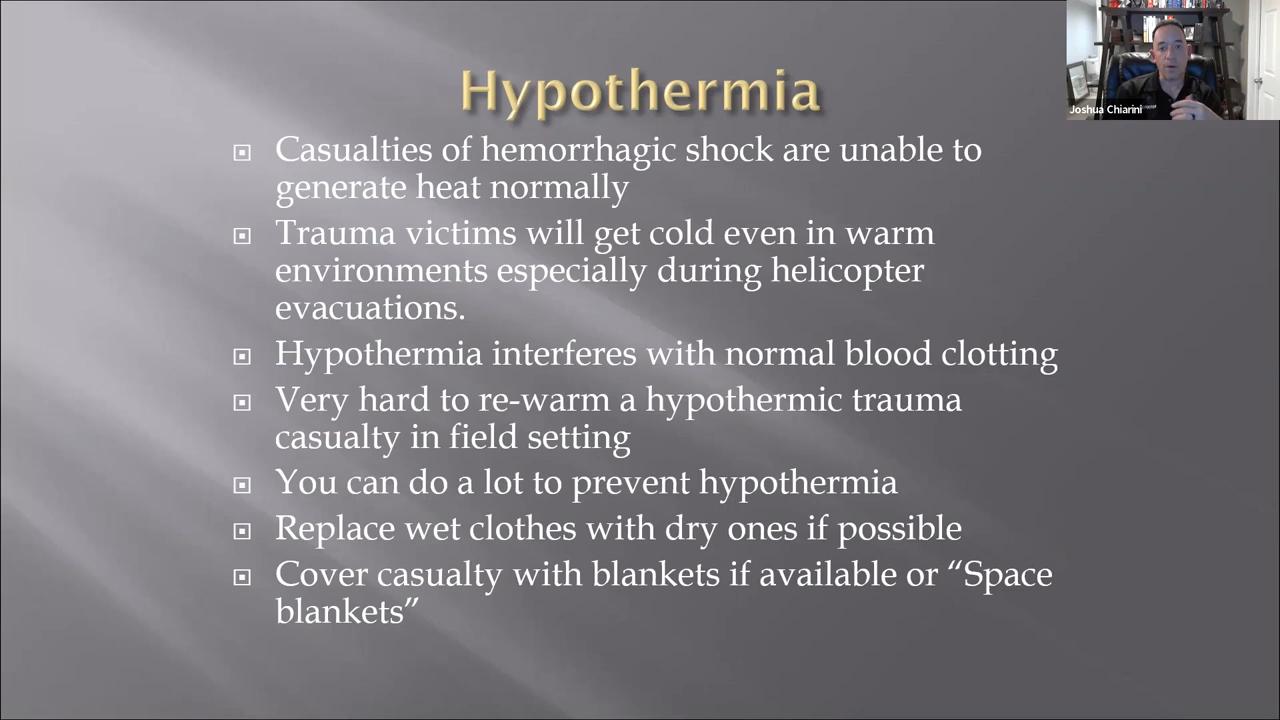 Hypothermia
Joshua Chiarini
Casualties of hemorrhagic shock are unable to
generate heat normally
Trauma victims will get cold even in warm
environments especially during helicopter
evacuations.
Hypothermia interferes with normal blood clotting
Very hard to re-warm a hypothermic trauma
casualty in field setting
You can do a lot to prevent hypothermia
Replace wet clothes with dry ones if possible
Cover casualty with blankets if available or “Space
blankets”